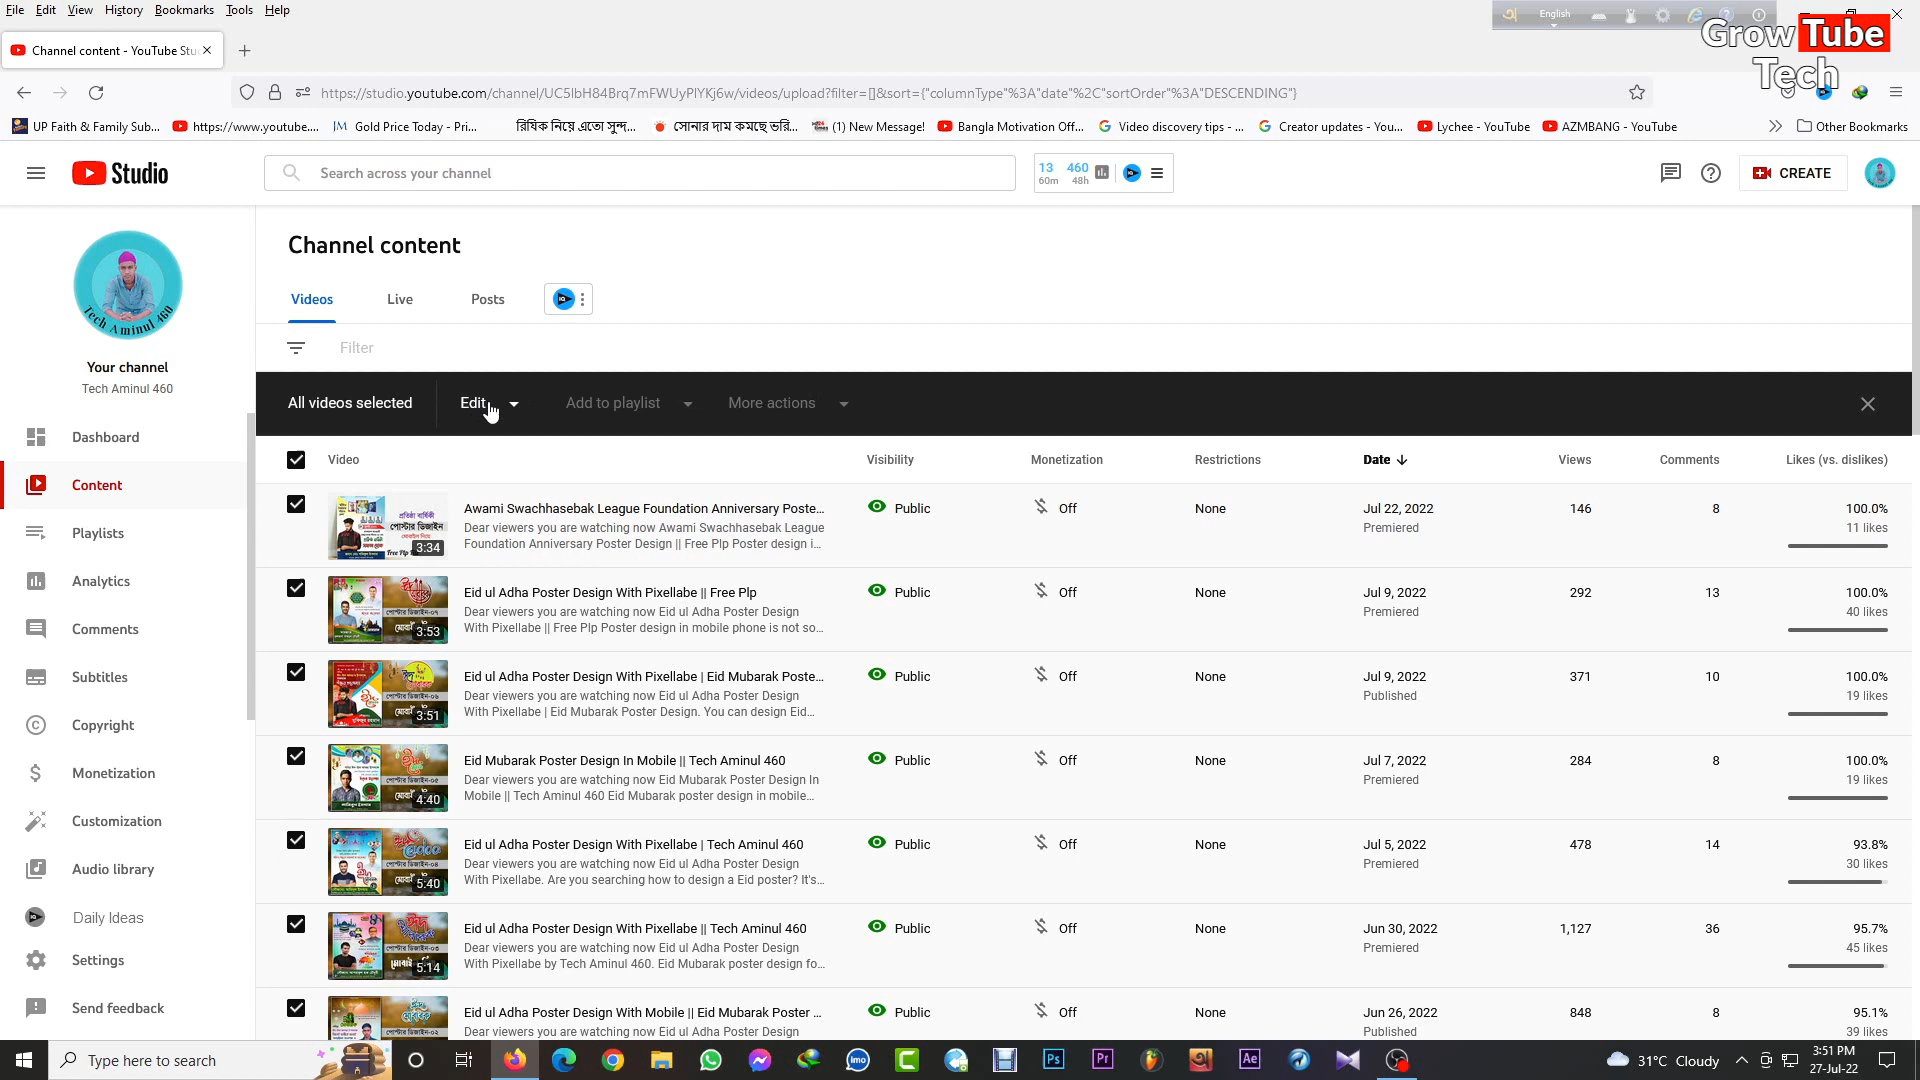 File Edit View History Bookmarks Tools Help
English
GrowTube
Tech
Channel content - YouTube Stu
https://studio.youtube.com/channel/UC5lbH84Brq7mFWUyPlYKj6w/videos/upload?filter=[]&sort={"columnType"%3A"date"%2C"sortOrder"%3A"DESCENDING"}
UP Faith & Family Sub... https://www.youtube.... Gold Price Today - Pri... রিযিক নিয়ে এতো সুন্দ... সোনার দাম কমছে ভরি... (1) New Message! Bangla Motivation Off... Video discovery tips - ... Creator updates - You... Lychee - YouTube AZMBANG - YouTube Other Bookmarks
Studio
Search across your channel
13 460
60m 48h
CREATE
Tech Aminul 460
Your channel
Tech Aminul 460
Dashboard
Content
Playlists
Analytics
Comments
Subtitles
Copyright
Monetization
Customization
Audio library
Daily Ideas
Settings
Send feedback
Channel content
Videos Live Posts
Filter
All videos selected Edit Add to playlist More actions
Video Visibility Monetization Restrictions Date Views Comments Likes (vs. dislikes)
3:34
Awami Swachhasebak League Foundation Anniversary Poste... Public Off None Jul 22, 2022 146 8 100.0%
Dear viewers you are watching now Awami Swachhasebak League Premiered 11 likes
Foundation Anniversary Poster Design || Free Plp Poster design i...
3:53
Eid ul Adha Poster Design With Pixellabe || Free Plp Public Off None Jul 9, 2022 292 13 100.0%
Dear viewers you are watching now Eid ul Adha Poster Design Premiered 40 likes
With Pixellabe || Free Plp Poster design in mobile phone is not so...
3:51
Eid ul Adha Poster Design With Pixellabe | Eid Mubarak Poste... Public Off None Jul 9, 2022 371 10 100.0%
Dear viewers you are watching now Eid ul Adha Poster Design Published 19 likes
With Pixellabe | Eid Mubarak Poster Design. You can design Eid...
4:40
Eid Mubarak Poster Design In Mobile || Tech Aminul 460 Public Off None Jul 7, 2022 284 8 100.0%
Dear viewers you are watching now Eid Mubarak Poster Design In Premiered 19 likes
Mobile || Tech Aminul 460 Eid Mubarak poster design in mobile...
5:40
Eid ul Adha Poster Design With Pixellabe | Tech Aminul 460 Public Off None Jul 5, 2022 478 14 93.8%
Dear viewers you are watching now Eid ul Adha Poster Design Premiered 30 likes
With Pixellabe. Are you searching how to design a Eid poster? It's...
5:14
Eid ul Adha Poster Design With Pixellabe || Tech Aminul 460 Public Off None Jun 30, 2022 1,127 36 95.7%
Dear viewers you are watching now Eid ul Adha Poster Design Premiered 45 likes
With Pixellabe by Tech Aminul 460. Eid Mubarak poster design fo...
Eid ul Adha Poster Design With Mobile || Eid Mubarak Poster ... Public Off None Jun 26, 2022 848 8 95.1%
Dear viewers you are watching now Eid ul Adha Poster Design Published 39 likes
Type here to search
31°C Cloudy
3:51 PM
27-Jul-22